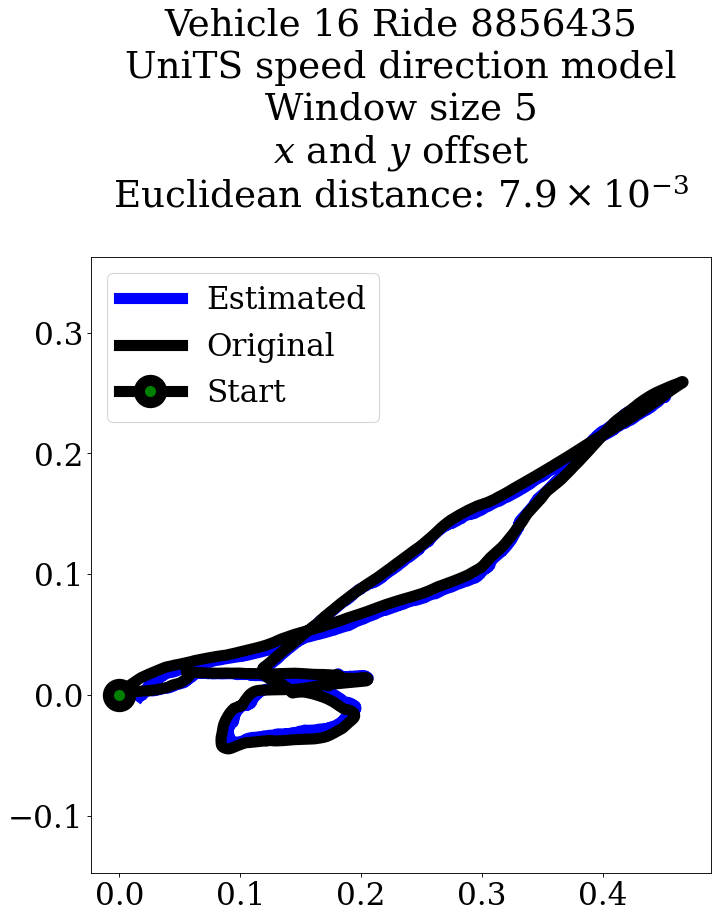 Vehicle 16 Ride 8856435
UniTS speed direction model
Window size 5
x and y offset
Euclidean distance: 7.9 × 10⁻³
Estimated
Original
Start
0.3
0.2
0.1
0.0
−0.1
0.0 0.1 0.2 0.3 0.4